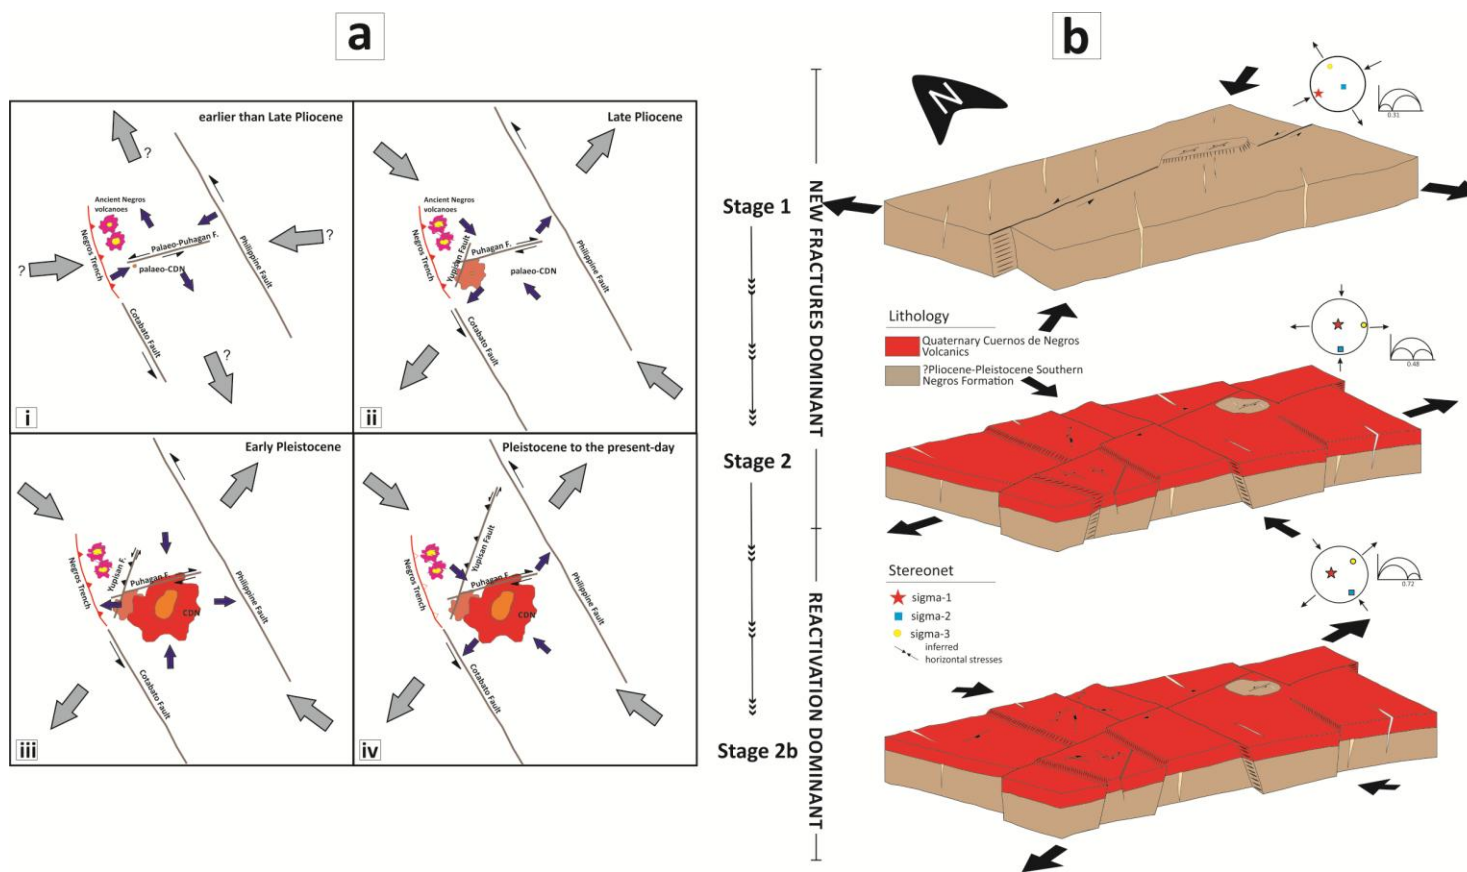 a
b
earlier than Late Pliocene
?
?
?
?
Ancient Negros
volcanoes
Negros Trench
Palaeo-Puhagan F.
palaeo-CDN
Philippine Fault
Cotabato Fault
i
Late Pliocene
Ancient Negros
volcanoes
Negros Trench
Yupisan Fault
Puhagan F.
palaeo-CDN
Philippine Fault
Cotabato Fault
ii
Early Pleistocene
Negros Trench
Yupisan F.
Puhagan F.
CDN
Philippine Fault
Cotabato Fault
iii
Pleistocene to the present-day
Negros Trench
Yupisan Fault
Puhagan F.
CDN
Philippine Fault
Cotabato Fault
iv
Stage 1
Stage 2
Stage 2b
NEW FRACTURES DOMINANT
REACTIVATION DOMINANT
N
0.31
Lithology
Quaternary Cuernos de Negros
Volcanics
?Pliocene-Pleistocene Southern
Negros Formation
0.48
Stereonet
sigma-1
sigma-2
sigma-3
inferred
horizontal stresses
0.72